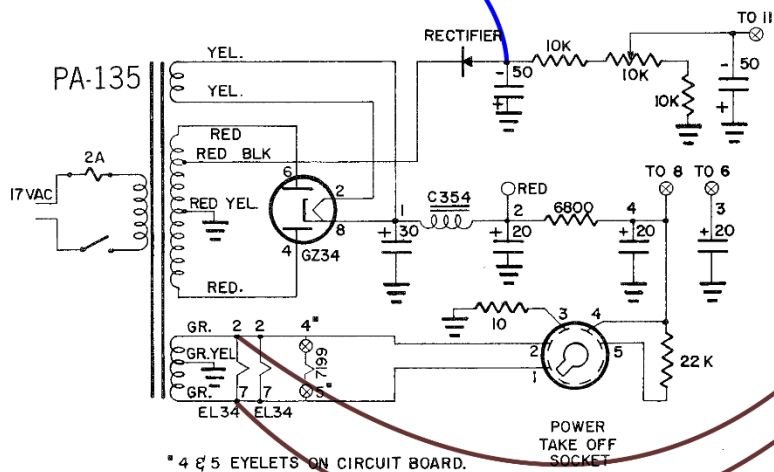 TO 11
RECTIFIER
YEL.
- 50
10K
10K
- 50
PA-135
YEL.
+
10K
+
RED
2A
RED BLK
6
TO 8
TO 6
17 VAC
2
RED
C354
1
RED YEL.
8
2
6800
4
3
+ 30
+ 20
+ 20
+ 20
4
GZ34
RED.
10
3
4
GR.
2
2
4*
2
5
GR.YEL
7199
22K
1
GR.
7
7
5*
EL34
EL34
POWER
TAKE OFF
SOCKET
* 4 & 5 EYELETS ON CIRCUIT BOARD.